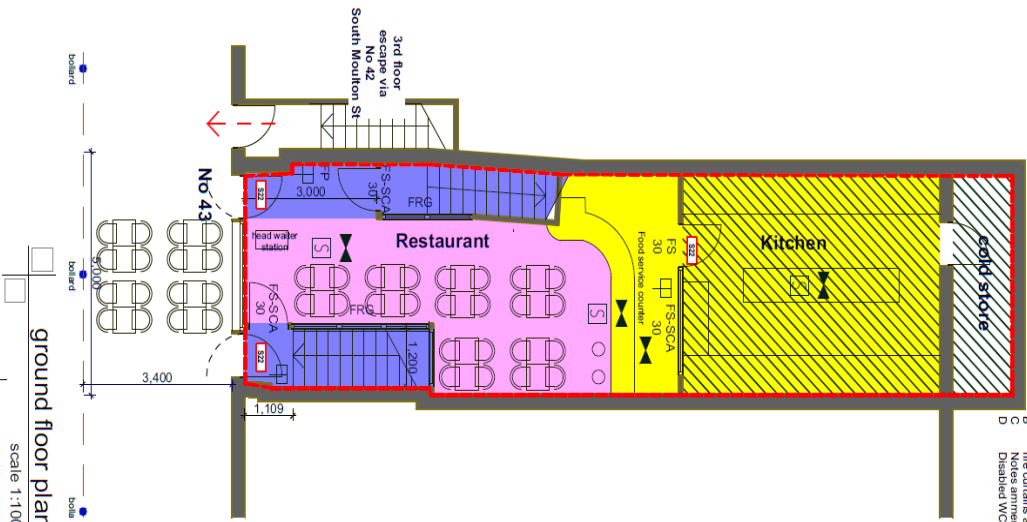 3rd floor
escape via
No 42
South Moulton St
bollard
No 43
5,000
bollard
3,400
1,109
bolla
S22
FP
3,000
FS-SCA
30
FRG
head waiter
station
S
Restaurant
FS-SCA
30
FRG
S22
1,200
S
Food service counter
FS
30
S22
FS-SCA
30
Kitchen
S
cold store
ground floor plan
scale 1:100
C
D
Notes amme
Disabled WC